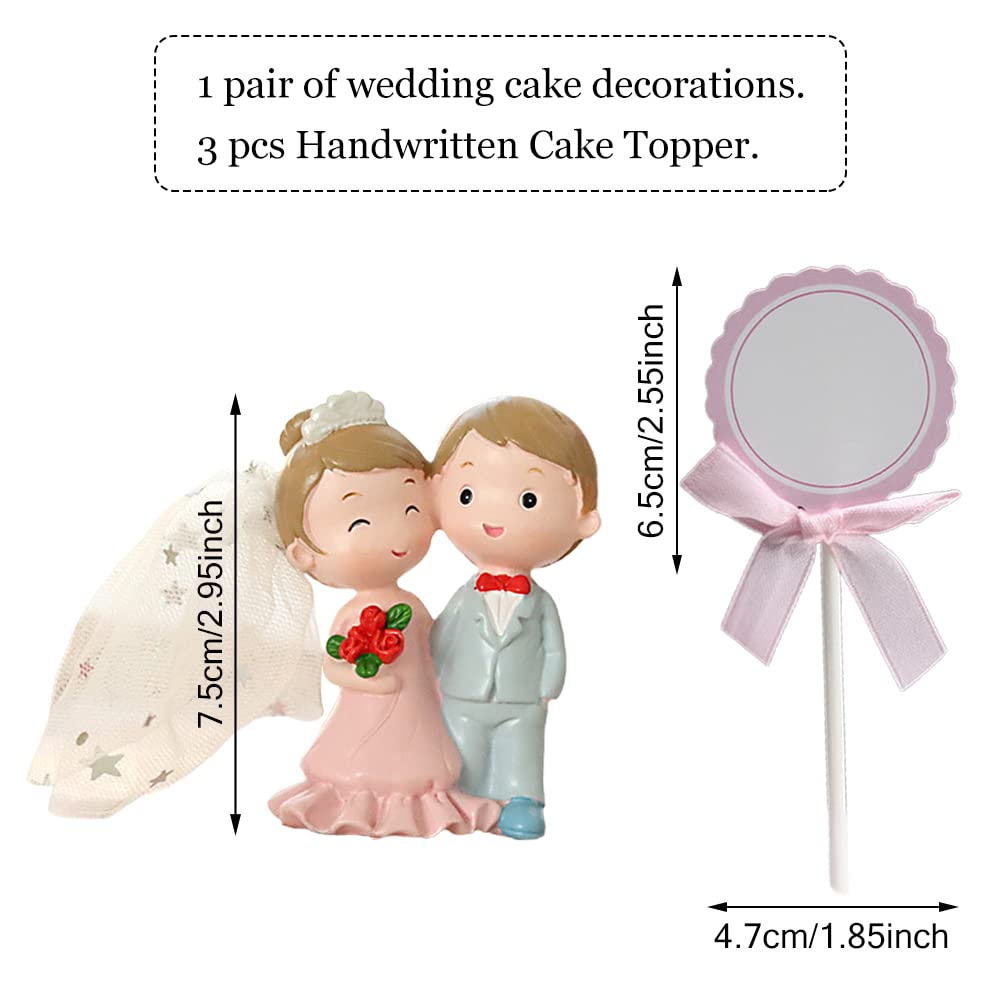 1 pair of wedding cake decorations.
3 pcs Handwritten Cake Topper.
6.5cm/2.55inch
7.5cm/2.95inch
4.7cm/1.85inch